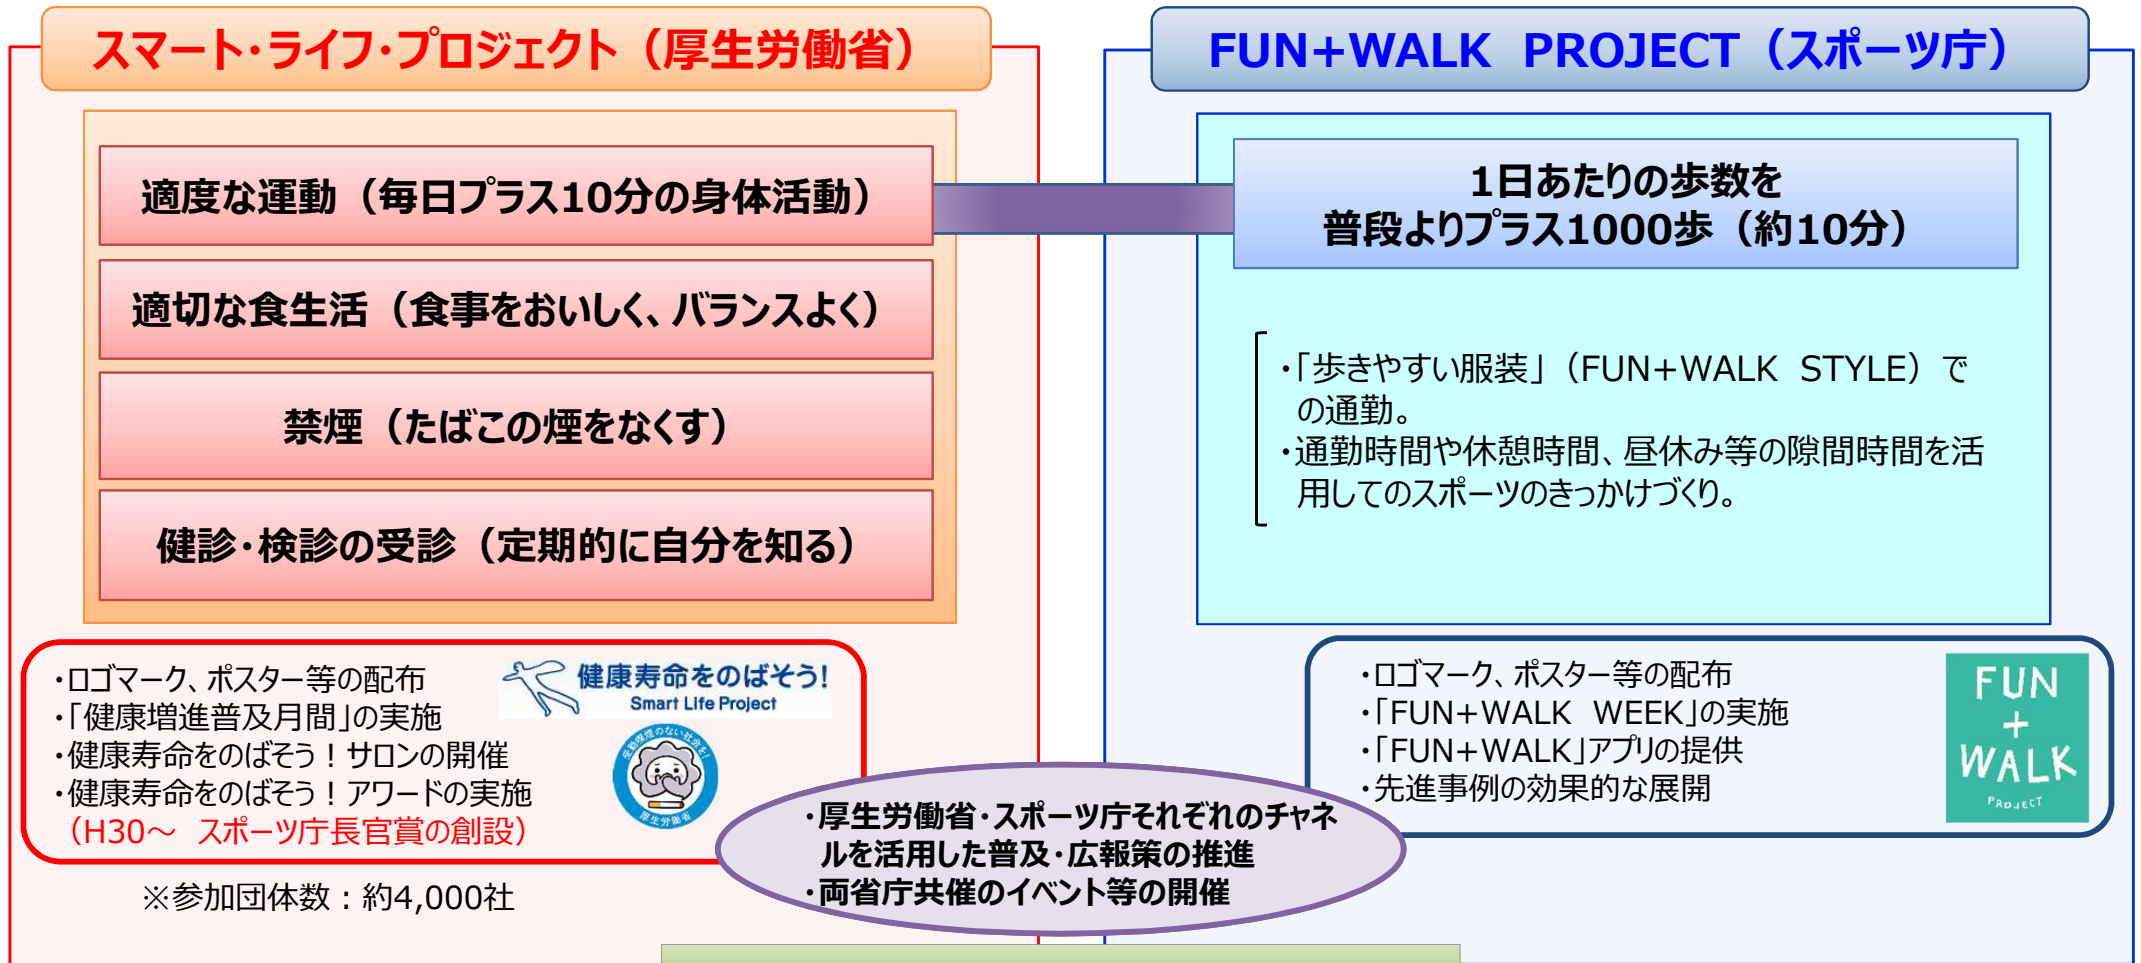 スマート・ライフ・プロジェクト（厚生労働省）
適度な運動（毎日プラス10分の身体活動）
適切な食生活（食事をおいしく、バランスよく）
禁煙（たばこの煙をなくす）
健診・検診の受診（定期的に自分を知る）
・ロゴマーク、ポスター等の配布
・「健康増進普及月間」の実施
・健康寿命をのばそう！サロンの開催
・健康寿命をのばそう！アワードの実施
（H30～　スポーツ庁長官賞の創設）
健康寿命をのばそう!
Smart Life Project
受動喫煙のない社会を!
厚生労働省
※参加団体数：約4,000社
FUN+WALK PROJECT（スポーツ庁）
1日あたりの歩数を
普段よりプラス1000歩（約10分）
・「歩きやすい服装」（FUN+WALK STYLE）で
の通勤。
・通勤時間や休憩時間、昼休み等の隙間時間を活
用してのスポーツのきっかけづくり。
・ロゴマーク、ポスター等の配布
・「FUN+WALK WEEK」の実施
・「FUN+WALK」アプリの提供
・先進事例の効果的な展開
FUN
+
WALK
PROJECT
・厚生労働省・スポーツ庁それぞれのチャネ
ルを活用した普及・広報策の推進
・両省庁共催のイベント等の開催